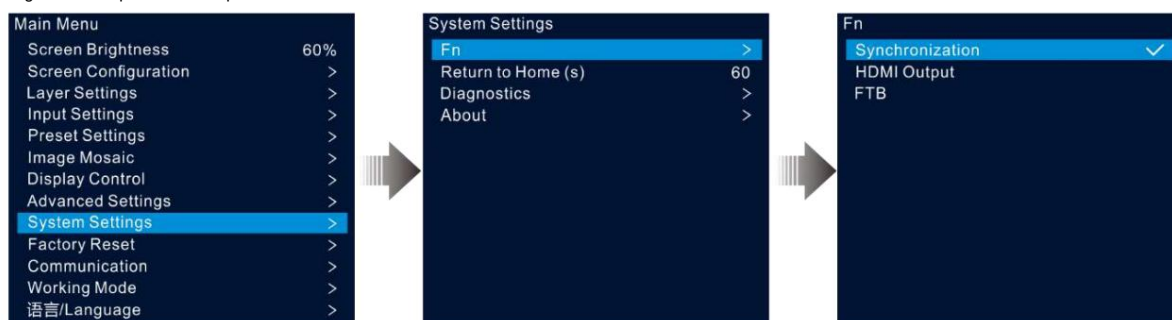 Main Menu
Screen Brightness 60%
Screen Configuration >
Layer Settings >
Input Settings >
Preset Settings >
Image Mosaic >
Display Control >
Advanced Settings >
System Settings >
Factory Reset >
Communication >
Working Mode >
语言/Language >
System Settings
Fn >
Return to Home (s) 60
Diagnostics >
About >
Fn
Synchronization ✓
HDMI Output
FTB